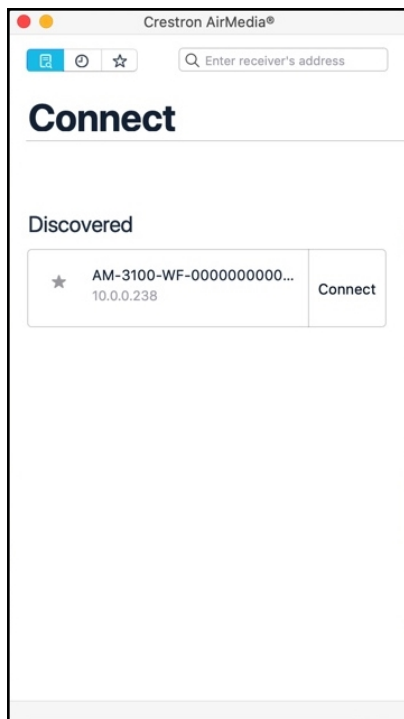 Crestron AirMedia®
Enter receiver's address
Connect
Discovered
AM-3100-WF-0000000000...
10.0.0.238
Connect